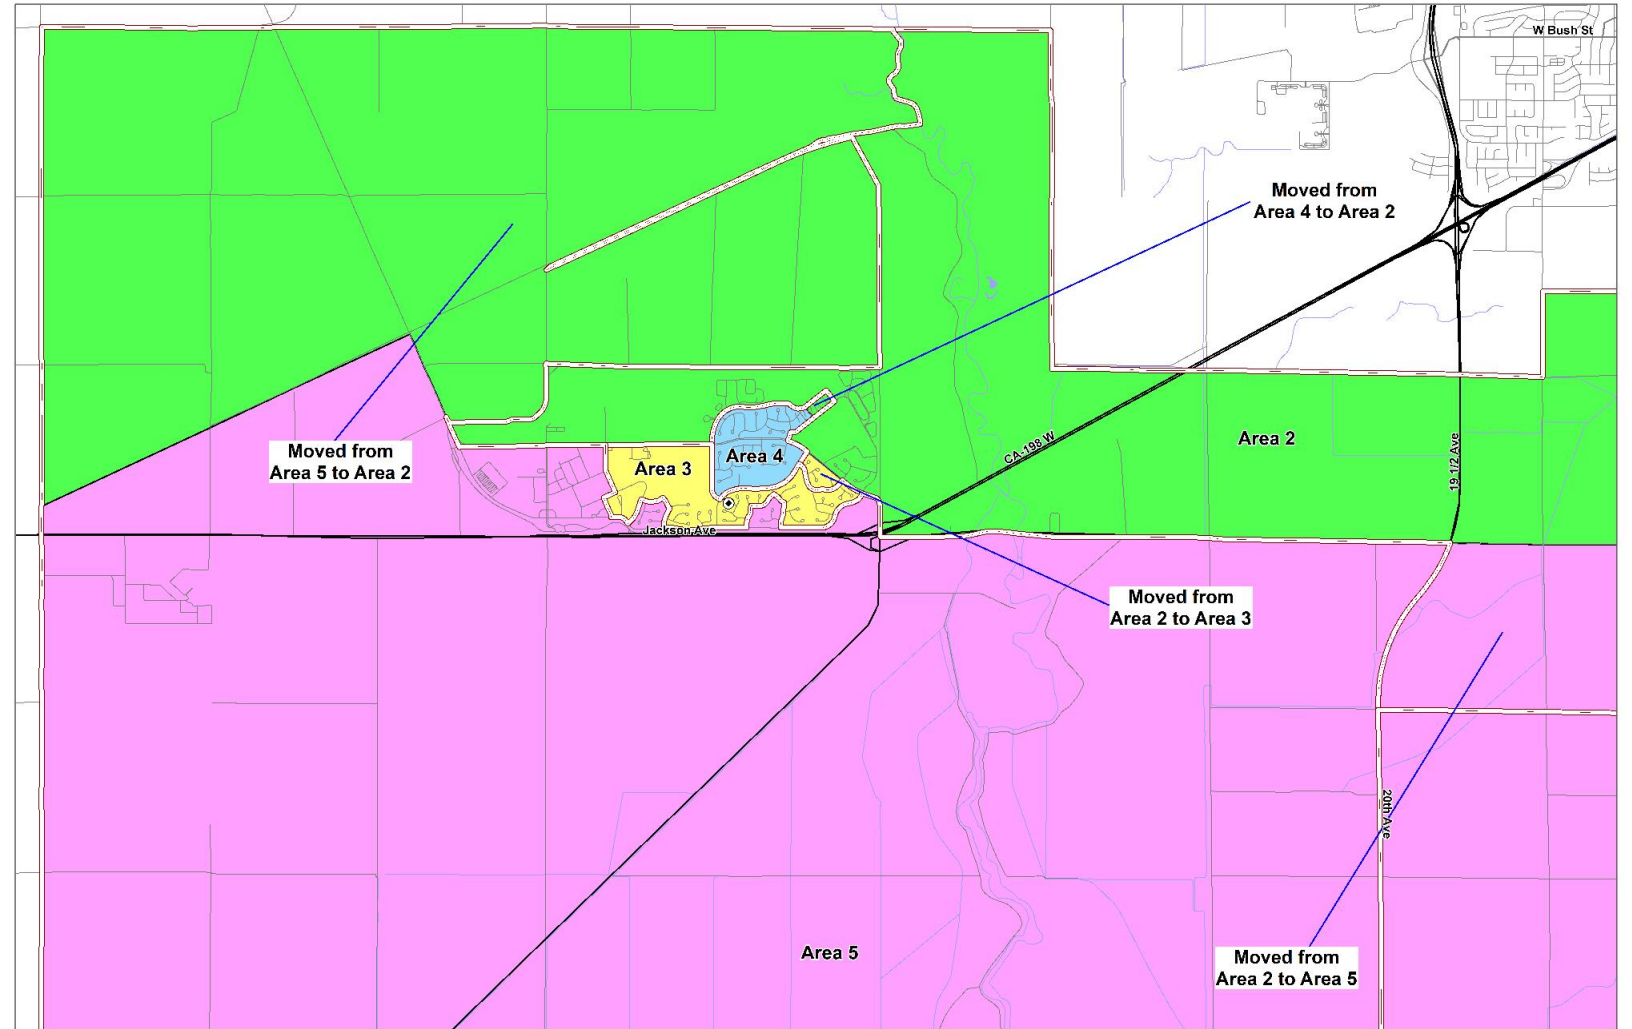 W Bush St
Moved from
Area 4 to Area 2
Area 2
CA-198 W
19 1/2 Ave
Moved from
Area 5 to Area 2
Area 3
Area 4
Jackson Ave
Moved from
Area 2 to Area 3
20th Ave
Area 5
Moved from
Area 2 to Area 5